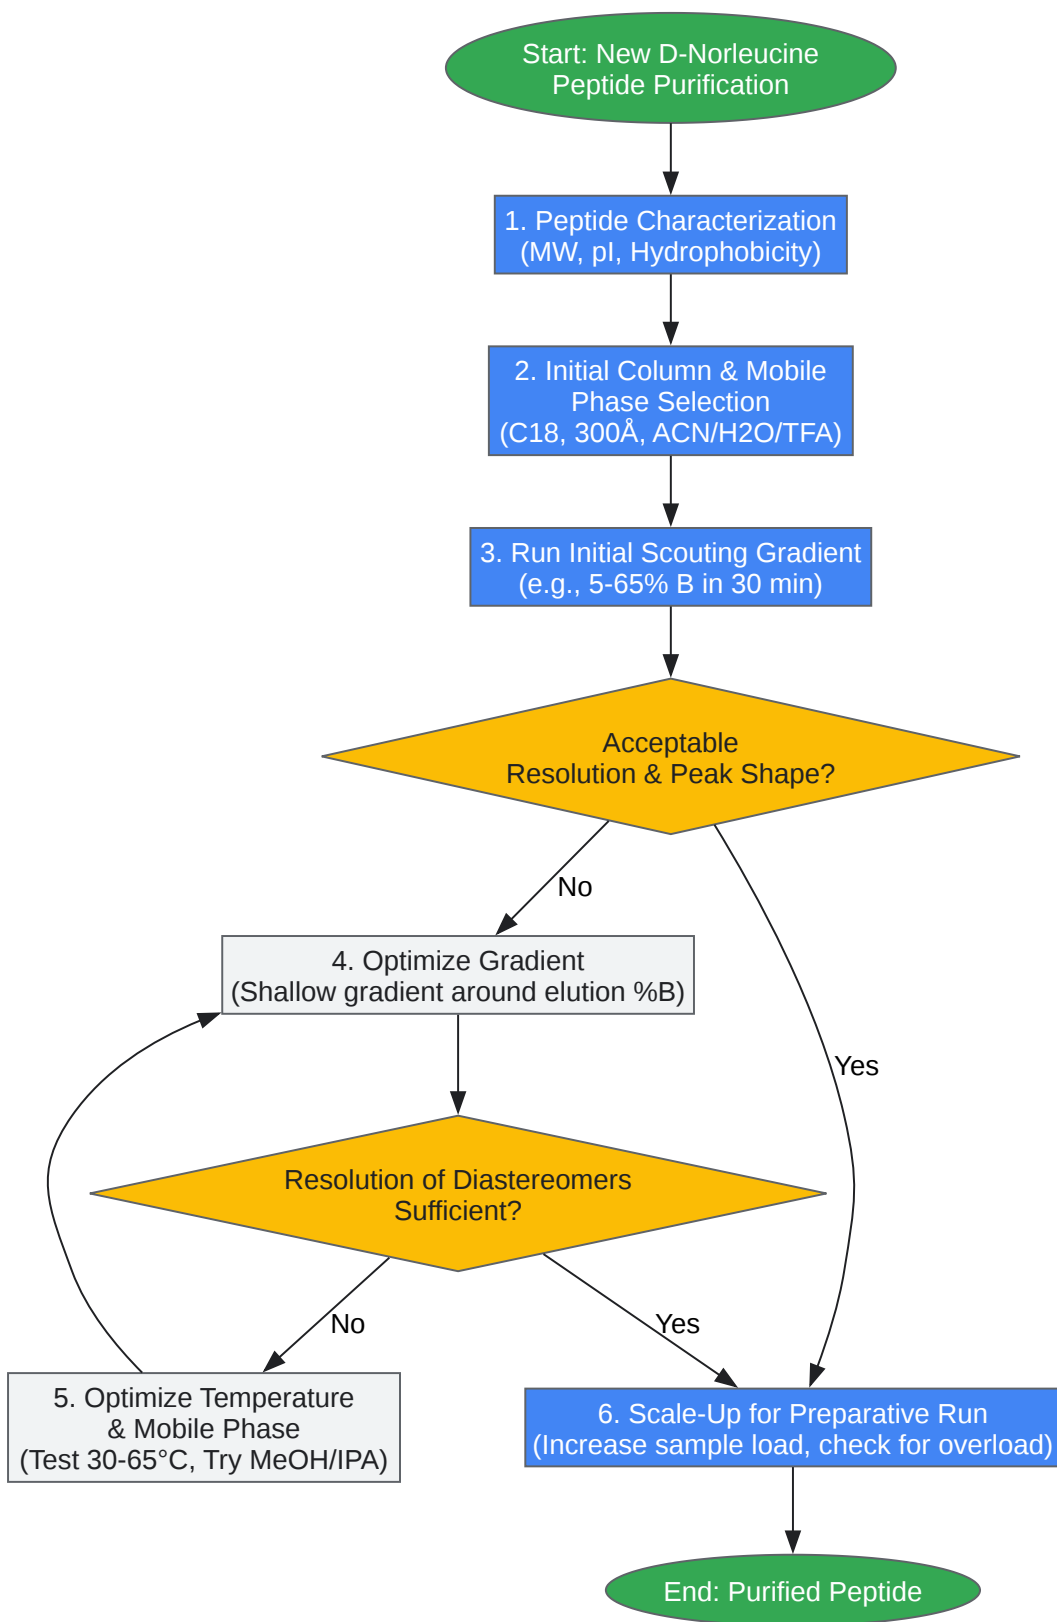 Start: New D-Norleucine
Peptide Purification
1. Peptide Characterization
(MW, pI, Hydrophobicity)
2. Initial Column & Mobile
Phase Selection
(C18, 300Å, ACN/H2O/TFA)
3. Run Initial Scouting Gradient
(e.g., 5-65% B in 30 min)
Acceptable
Resolution & Peak Shape?
No
4. Optimize Gradient
(Shallow gradient around elution %B)
Yes
Resolution of Diastereomers
Sufficient?
No
Yes
5. Optimize Temperature
& Mobile Phase
(Test 30-65°C, Try MeOH/IPA)
6. Scale-Up for Preparative Run
(Increase sample load, check for overload)
End: Purified Peptide